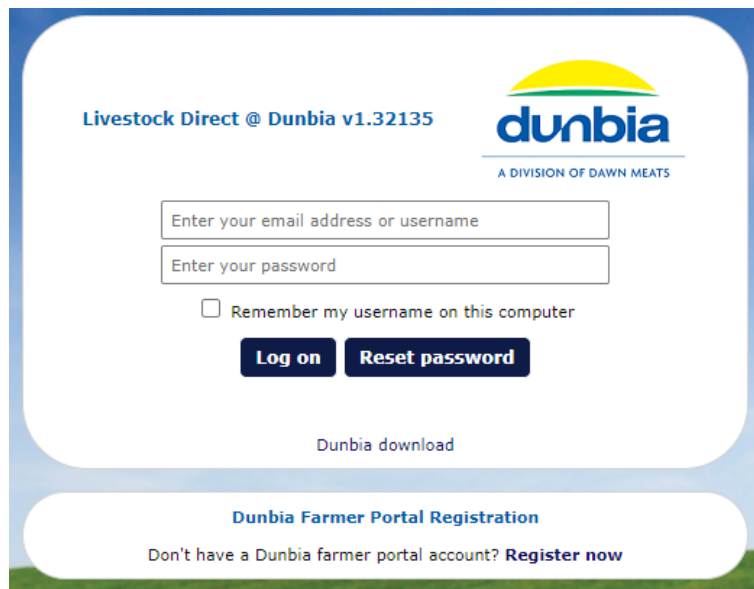 Livestock Direct @ Dunbia v1.32135
dunbia
A DIVISION OF DAWN MEATS
Enter your email address or username
Enter your password
Remember my username on this computer
Log on Reset password
Dunbia download
Dunbia Farmer Portal Registration
Don't have a Dunbia farmer portal account? Register now